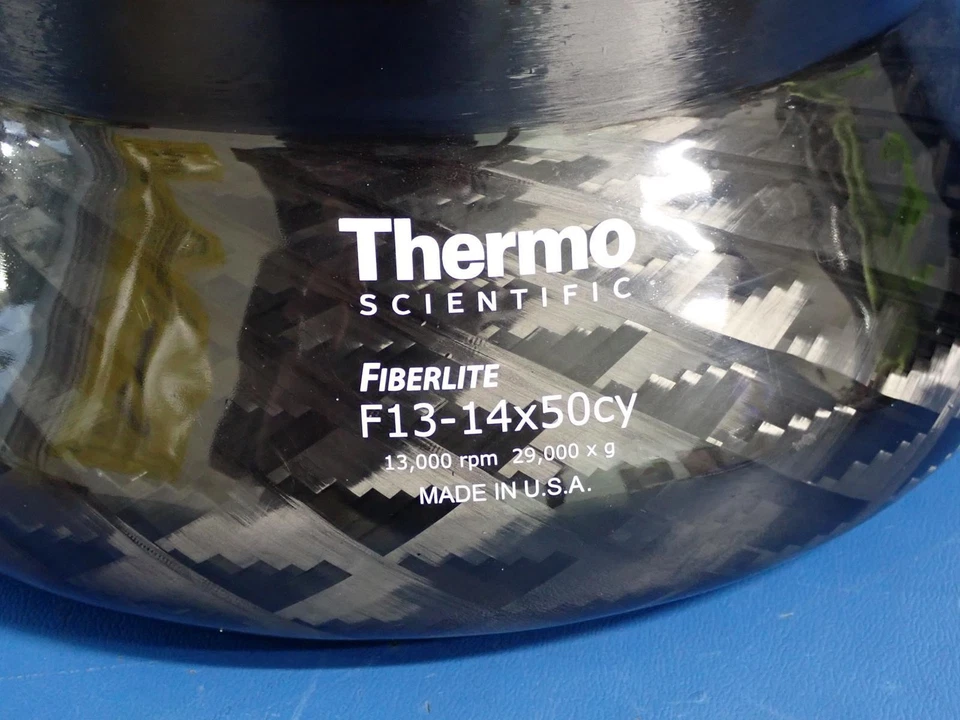 Thermo
SCIENTIFIC
FIBERLITE
F13-14x50cy
13,000 rpm 29,000 x g
MADE IN U.S.A.